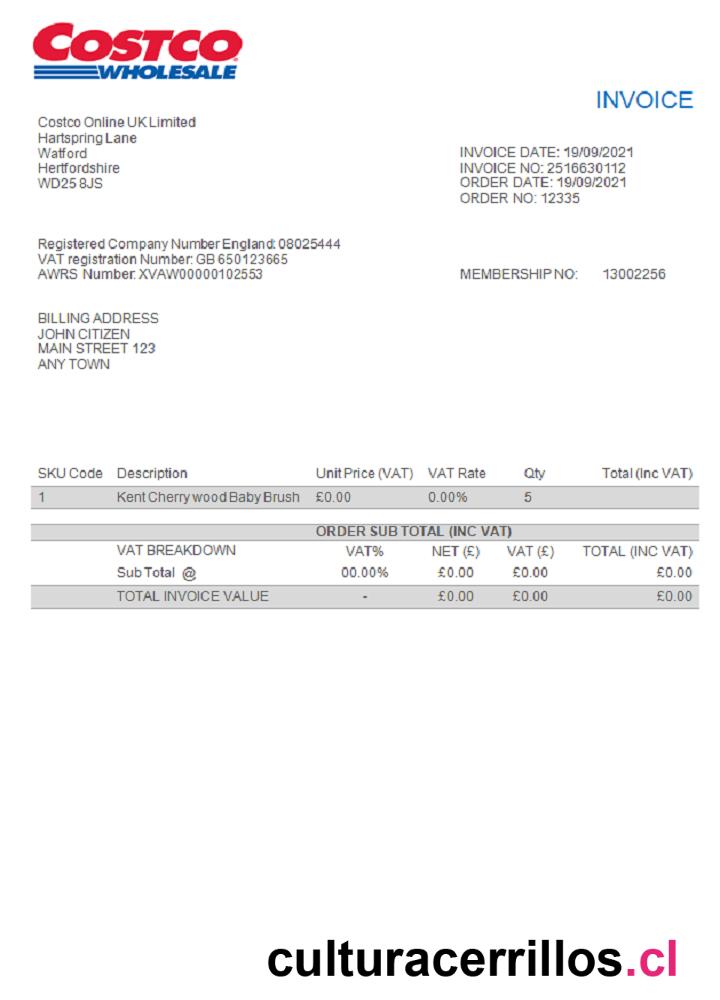 COSTCO
WHOLESALE
INVOICE
Costco Online UK Limited
Hartspring Lane
Watford
Hertfordshire
WD25 8JS
INVOICE DATE: 19/09/2021
INVOICE NO: 2516630112
ORDER DATE: 19/09/2021
ORDER NO: 12335
Registered Company Number England: 08025444
VAT registration Number: GB 650123665
AWRS Number: XVAW00000102553
MEMBERSHIP NO: 13002256
BILLING ADDRESS
JOHN CITIZEN
MAIN STREET 123
ANY TOWN
SKU Code Description Unit Price (VAT) VAT Rate Qty Total (Inc VAT)
1 Kent Cherrywood Baby Brush £0.00 0.00% 5
ORDER SUB TOTAL (INC VAT)
VAT BREAKDOWN VAT% NET (£) VAT (£) TOTAL (INC VAT)
Sub Total @ 00.00% £0.00 £0.00 £0.00
TOTAL INVOICE VALUE - £0.00 £0.00 £0.00
culturacerrillos.cl